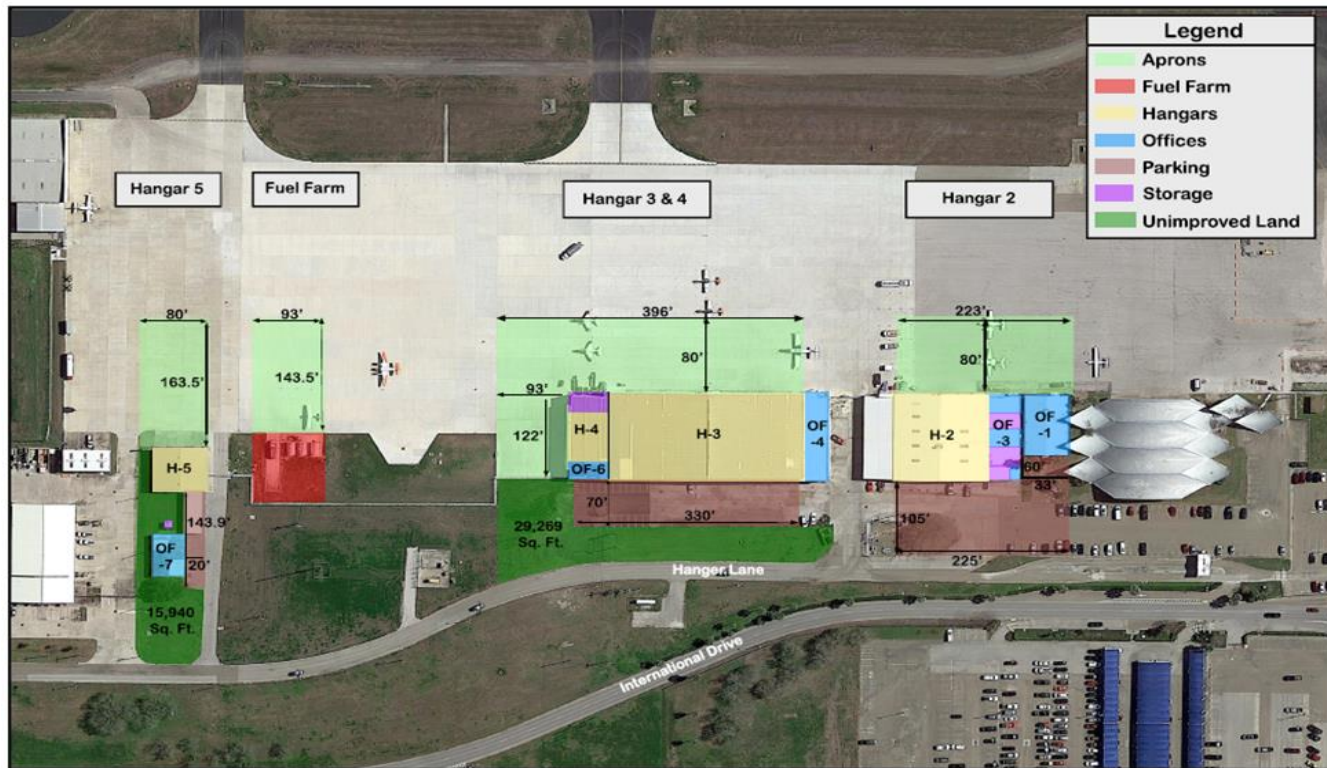 Legend
Aprons
Fuel Farm
Hangars
Offices
Parking
Storage
Unimproved Land
Hangar 5
Fuel Farm
Hangar 3 & 4
Hangar 2
80'
93'
396'
223'
163.5'
143.5'
80'
80'
93'
122'
H-4
H-3
OF
-4
H-2
OF
-3
OF
-1
H-5
OF-6
60'
33'
70'
330'
143.9'
OF
-7
20'
29,269
Sq. Ft.
105'
225'
Hanger Lane
15,940
Sq. Ft.
International Drive